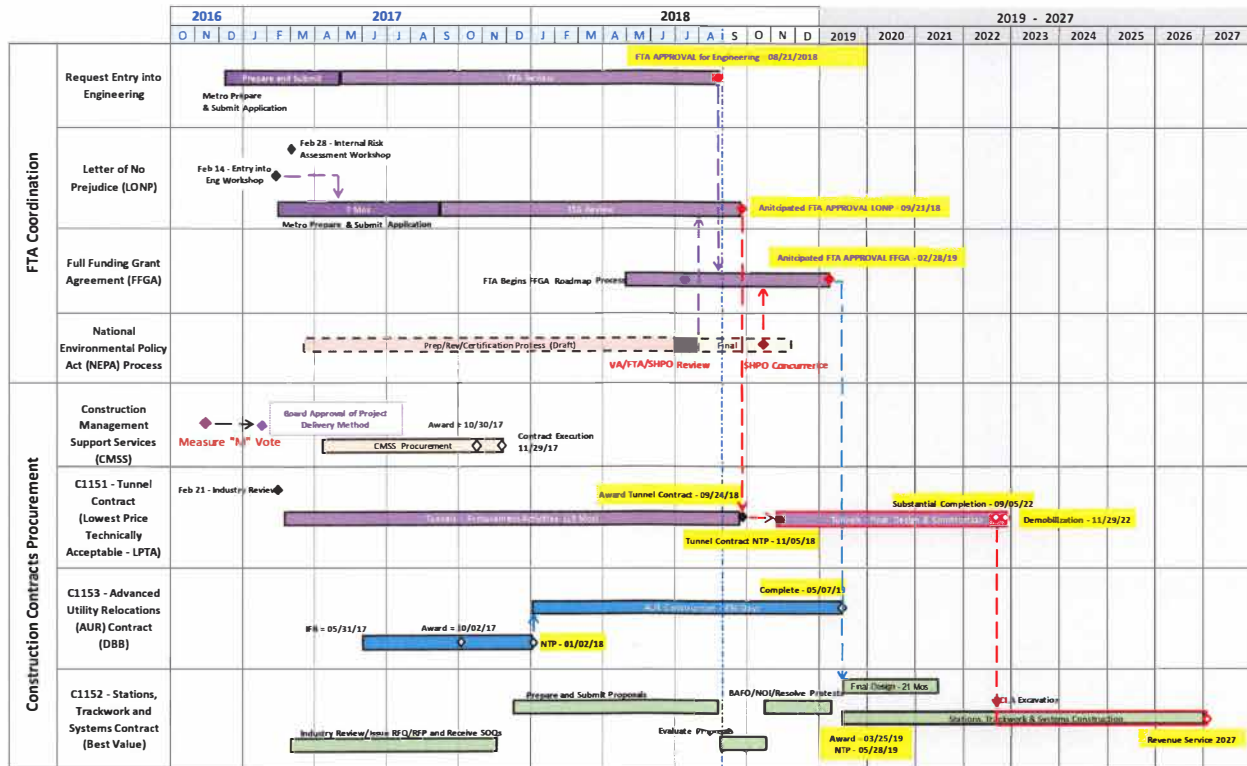 2016 2017 2018 2019 - 2027
O N D J F M A M J J A S O N D J F M A M J J A S O N D 2019 2020 2021 2022 2023 2024 2025 2026 2027
FTA Coordination
Request Entry into
Engineering
Prepare and Submit
FTA Review
Metro Prepare
& Submit Application
FTA APPROVAL for Engineering - 08/21/2018
Letter of No
Prejudice (LONP)
Feb 28 - Internal Risk
Assessment Workshop
Feb 14 - Entry into
Eng Workshop
FTA Review
Metro Prepare & Submit Application
Anitcipated FTA APPROVAL LONP - 09/21/18
Full Funding Grant
Agreement (FFGA)
FTA Begins FFGA Roadmap Process
Anitcipated FTA APPROVAL FFGA - 02/28/19
National
Environmental Policy
Act (NEPA) Process
Prep/Rev/Certification Process (Draft)
Final
VA/FTA/SHPO Review
SHPO Concurrence
Construction Contracts Procurement
Construction
Management
Support Services
(CMSS)
Measure "M" Vote
Board Approval of Project
Delivery Method
Award = 10/30/17
CMSS Procurement
Contract Execution
11/29/17
C1151 - Tunnel
Contract
(Lowest Price
Technically
Acceptable - LPTA)
Feb 21 - Industry Review
Award Tunnel Contract - 09/24/18
Tunnel Contract NTP - 11/05/18
Substantial Completion - 09/05/22
Tunnels - Final Design & Construction
Demobilization - 11/29/22
C1153 - Advanced
Utility Relocations
(AUR) Contract
(DBB)
IFB = 05/31/17
Award = 10/02/17
NTP - 01/02/18
Complete - 05/07/19
C1152 - Stations,
Trackwork and
Systems Contract
(Best Value)
Prepare and Submit Proposals
BAFO/NOI/Resolve Protests
Final Design - 21 Mos
Excavation
Stations, Trackwork & Systems Construction
Industry Review/Issue RFQ/RFP and Receive SOQs
Evaluate Proposals
Award - 03/25/19
NTP - 05/28/19
Revenue Service 2027